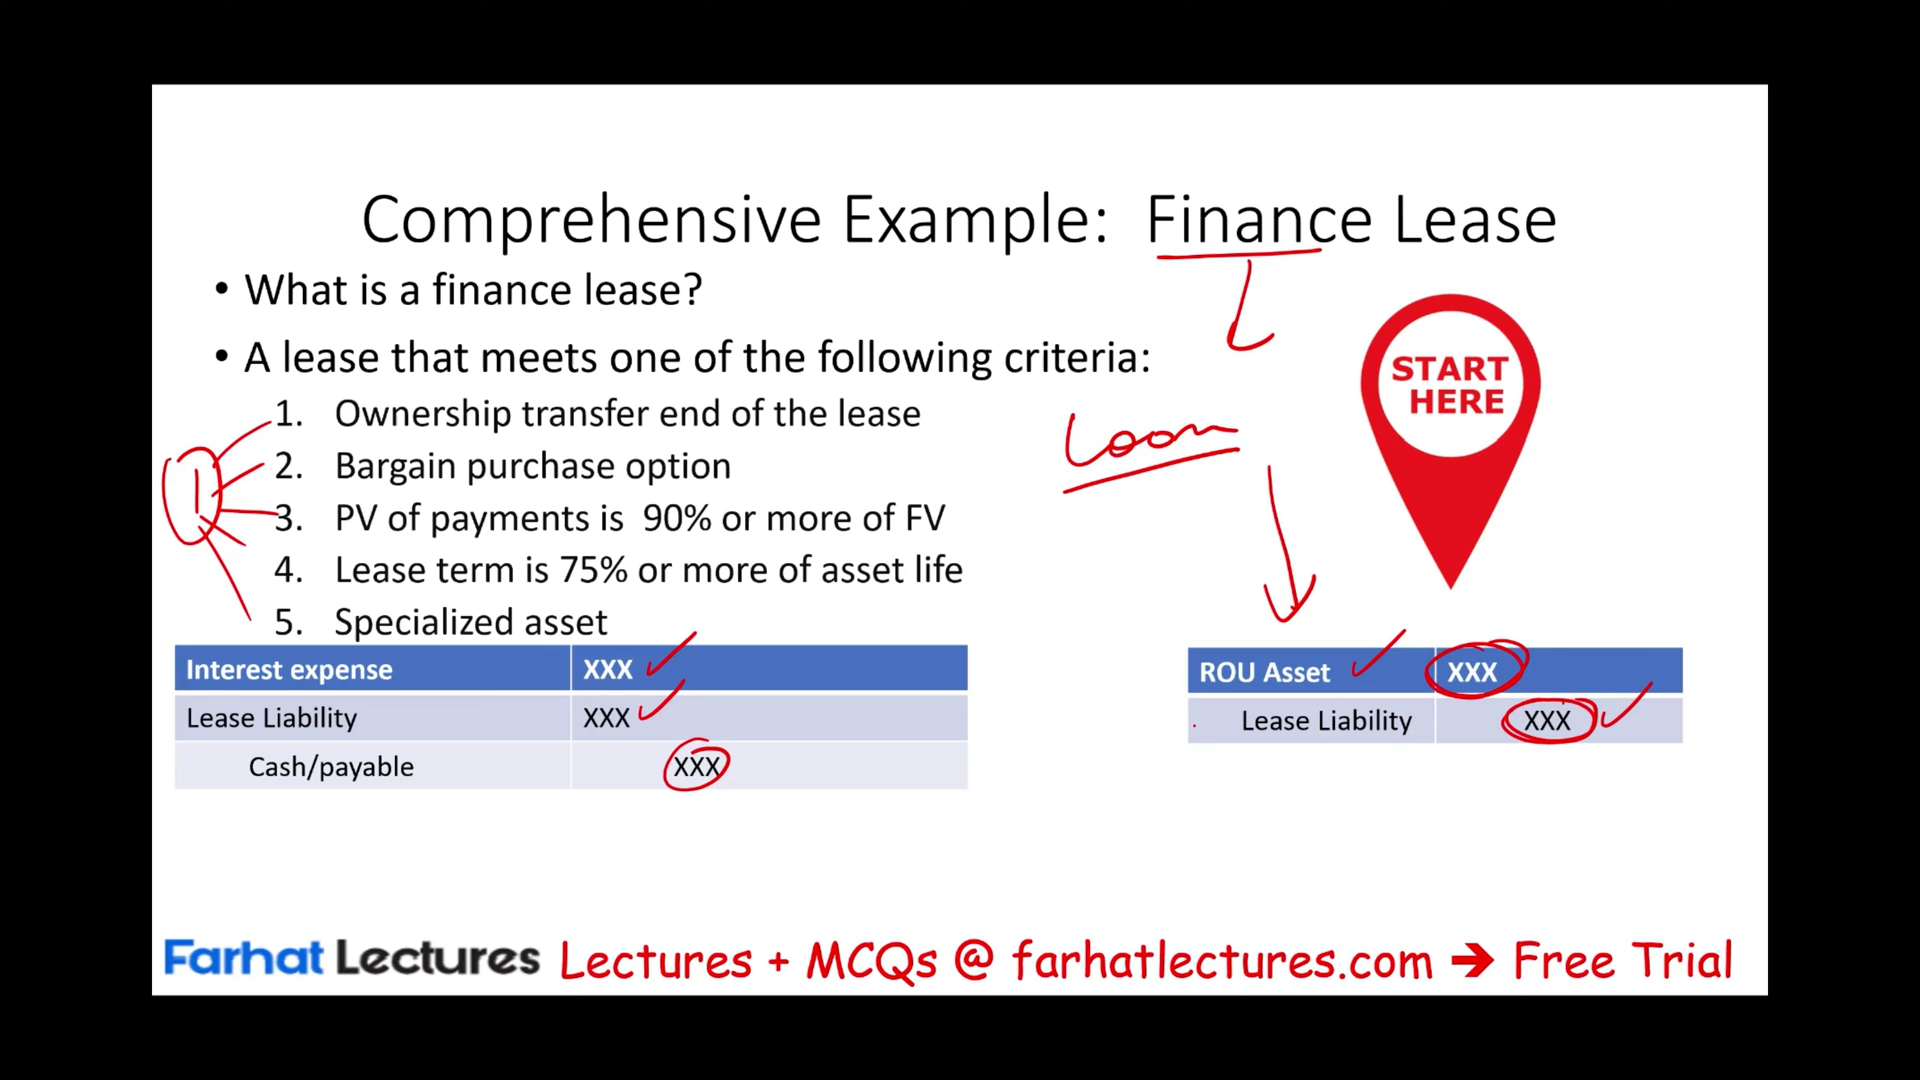 Comprehensive Example: Finance Lease
• What is a finance lease?
• A lease that meets one of the following criteria:
1. Ownership transfer end of the lease
2. Bargain purchase option
3. PV of payments is 90% or more of FV
4. Lease term is 75% or more of asset life
5. Specialized asset
1
Loan
START
HERE
Interest expense XXX
Lease Liability XXX
Cash/payable XXX
ROU Asset XXX
Lease Liability XXX
Farhat Lectures Lectures + MCQs @ farhatlectures.com → Free Trial